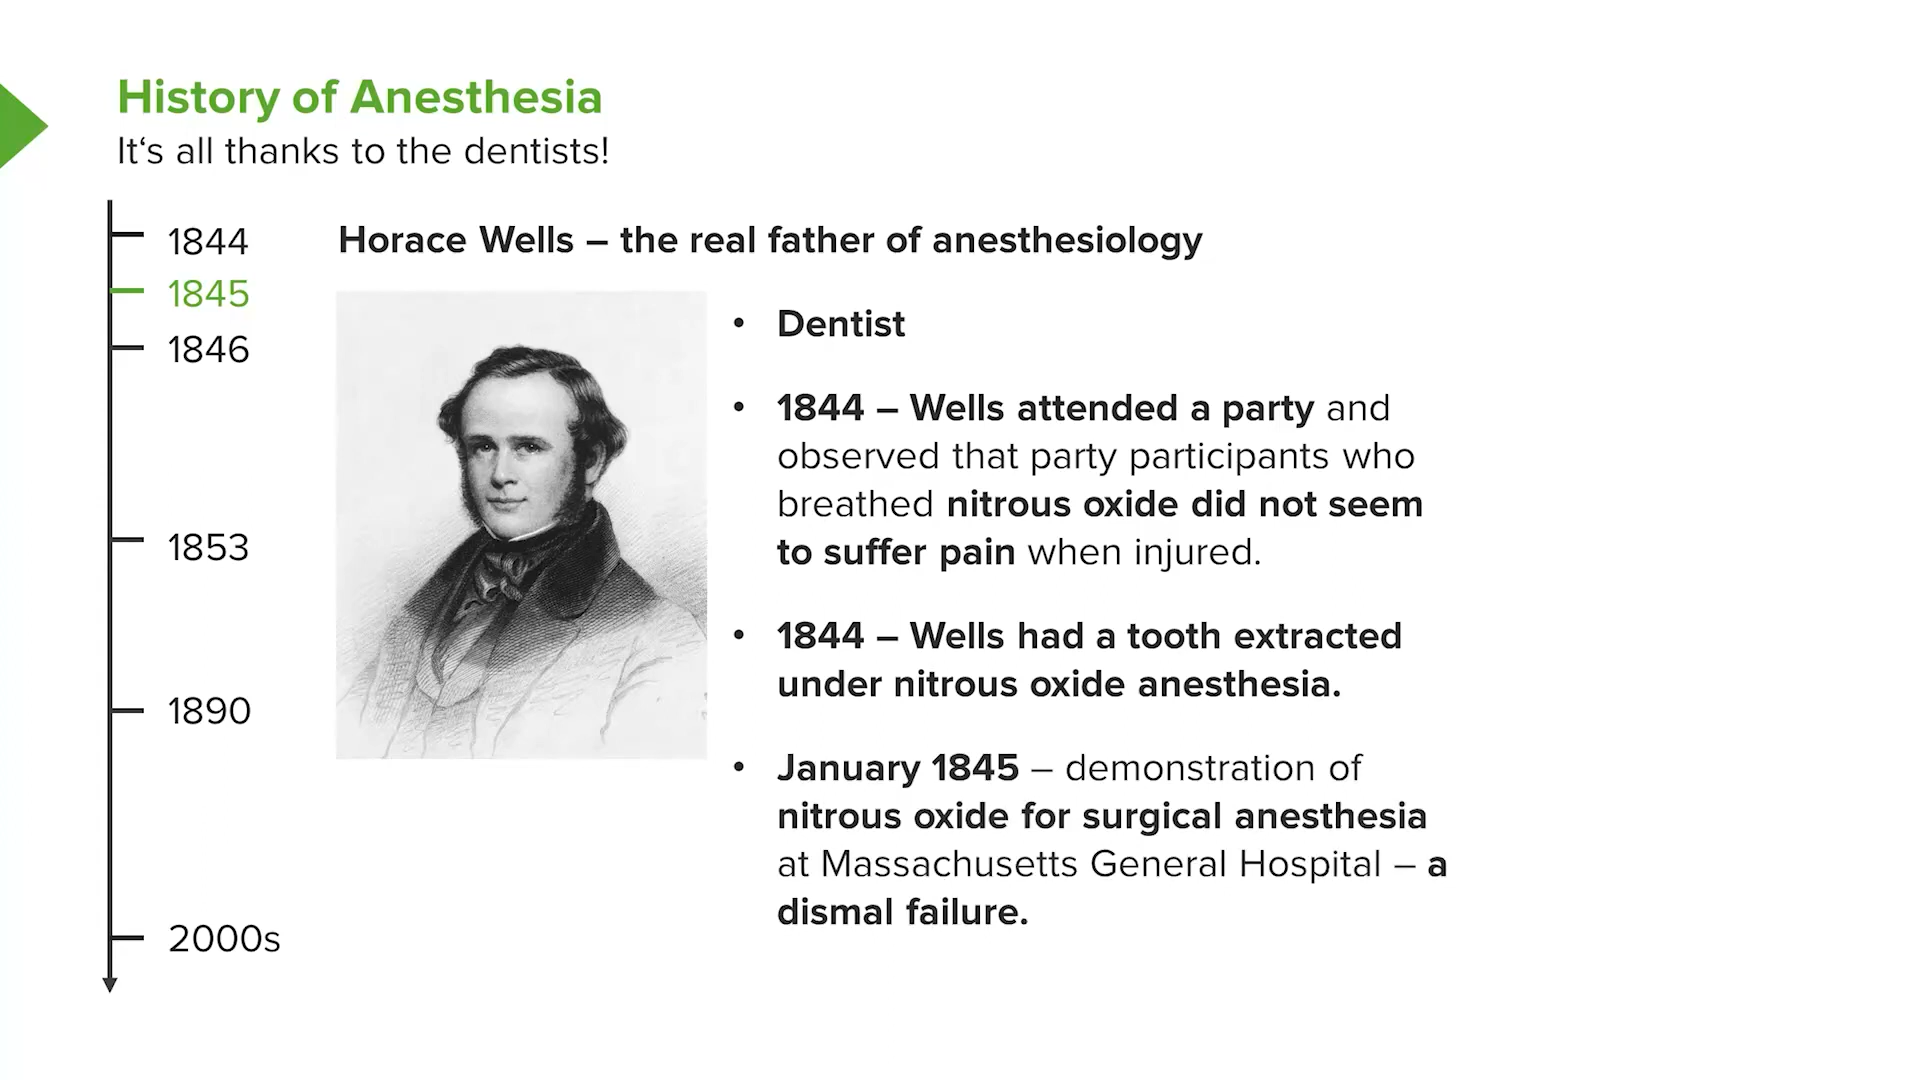 History of Anesthesia
It‘s all thanks to the dentists!
1844
1845
1846
1853
1890
2000s
Horace Wells – the real father of anesthesiology
• Dentist
• 1844 – Wells attended a party and
observed that party participants who
breathed nitrous oxide did not seem
to suffer pain when injured.
• 1844 – Wells had a tooth extracted
under nitrous oxide anesthesia.
• January 1845 – demonstration of
nitrous oxide for surgical anesthesia
at Massachusetts General Hospital – a
dismal failure.